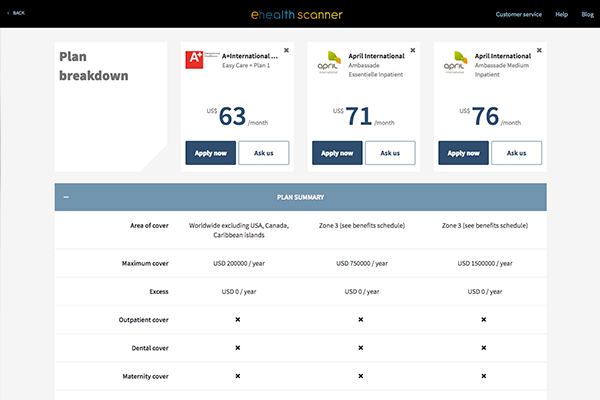 BACK
ehealth scanner
Customer service Help Blog
Plan
breakdown
A+
A+International ...
Easy Care + Plan 1
US$ 63 /month
Apply now Ask us
april
international
April International
Ambassade
Essentielle Inpatient
US$ 71 /month
Apply now Ask us
april
international
April International
Ambassade Medium
Inpatient
US$ 76 /month
Apply now Ask us
PLAN SUMMARY
Area of cover Worldwide excluding USA, Canada, Zone 3 (see benefits schedule) Zone 3 (see benefits schedule)
Caribbean islands
Maximum cover USD 200000 / year USD 750000 / year USD 1500000 / year
Excess USD 0 / year USD 0 / year USD 0 / year
Outpatient cover
Dental cover
Maternity cover